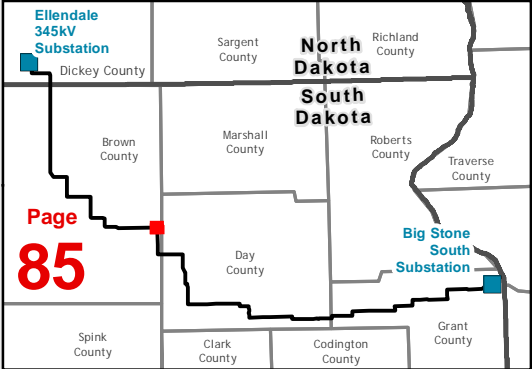 Ellendale
345kV
Substation
Dickey County
Sargent
County
North
Dakota
Richland
County
South
Dakota
Brown
County
Marshall
County
Roberts
County
Traverse
County
Page
85
Day
County
Big Stone
South
Substation
Spink
County
Clark
County
Codington
County
Grant
County